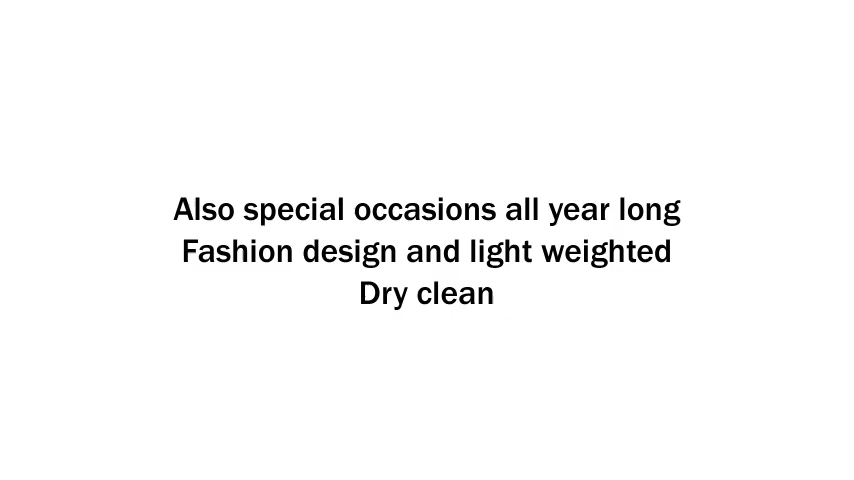 Also special occasions all year long
Fashion design and light weighted
Dry clean